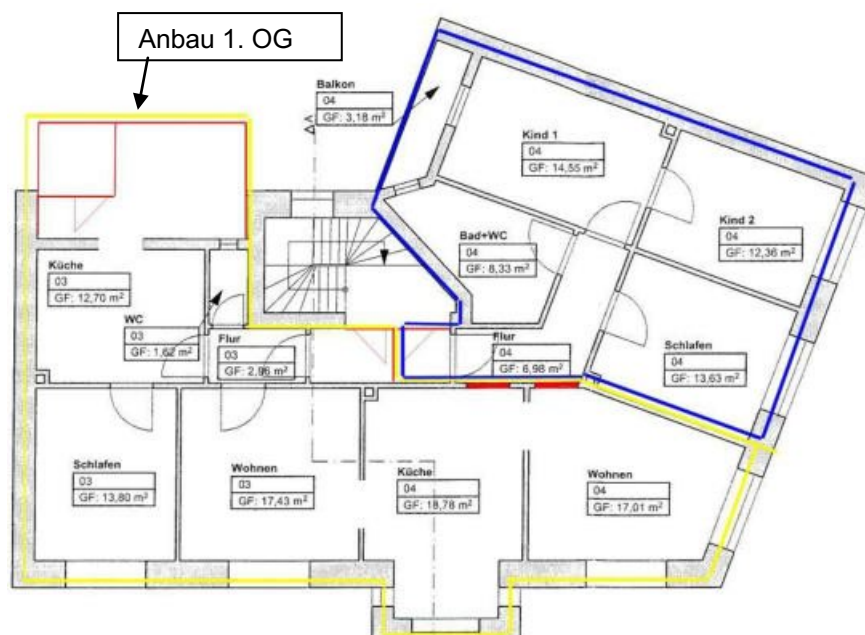 Anbau 1. OG
Balkon
04
GF: 3,18 m²
A
Kind 1
04
GF: 14,55 m²
Kind 2
04
GF: 12,36 m²
Bad+WC
04
GF: 8,33 m²
Küche
03
GF: 12,70 m²
WC
03
GF: 1,62 m²
Flur
03
GF: 2,96 m²
Flur
04
GF: 6,98 m²
Schlafen
04
GF: 13,63 m²
Schlafen
03
GF: 13,80 m²
Wohnen
03
GF: 17,43 m²
Küche
04
GF: 18,78 m²
Wohnen
04
GF: 17,01 m²